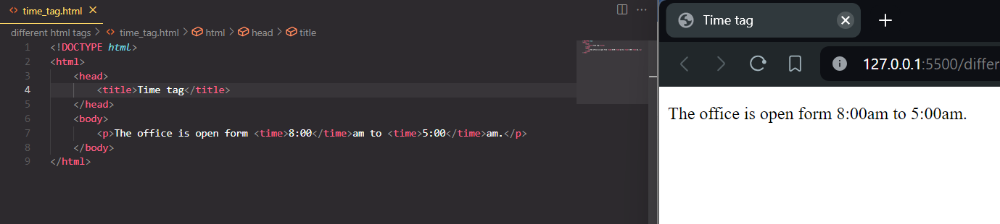 time_tag.html
different html tags > time_tag.html > html > head > title
1 <!DOCTYPE html>
2 <html>
3     <head>
4         <title>Time tag</title>
5     </head>
6     <body>
7         <p>The office is open form <time>8:00</time>am to <time>5:00</time>am.</p>
8     </body>
9 </html>
Time tag
127.0.0.1:5500/differ
The office is open form 8:00am to 5:00am.